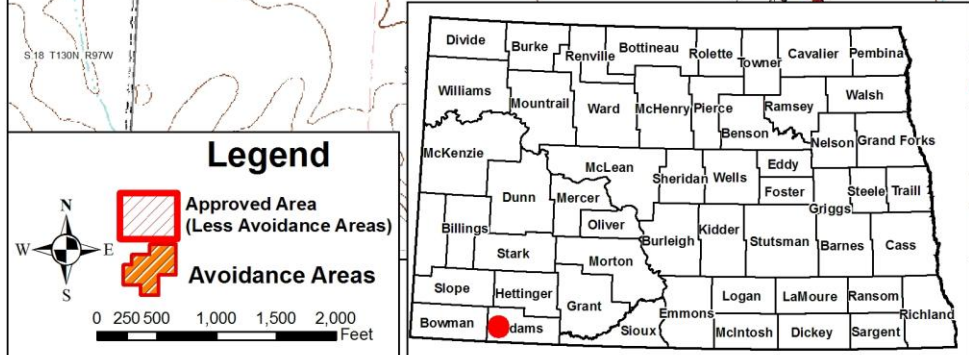 S 18 T130N R97W
Legend
Approved Area
(Less Avoidance Areas)
Avoidance Areas
N
W E
S
0 250 500 1,000 1,500 2,000
Feet
Divide Burke Renville Bottineau Rolette Towner Cavalier Pembina
Williams Mountrail Ward McHenry Pierce Benson Ramsey Walsh
Nelson Grand Forks
McKenzie McLean Sheridan Wells Eddy
Foster
Dunn Mercer Oliver Griggs Steele Traill
Billings Burleigh Kidder Stutsman Barnes Cass
Stark Morton
Slope Hettinger Grant Emmons Logan LaMoure Ransom Richland
Bowman dams Sioux McIntosh Dickey Sargent